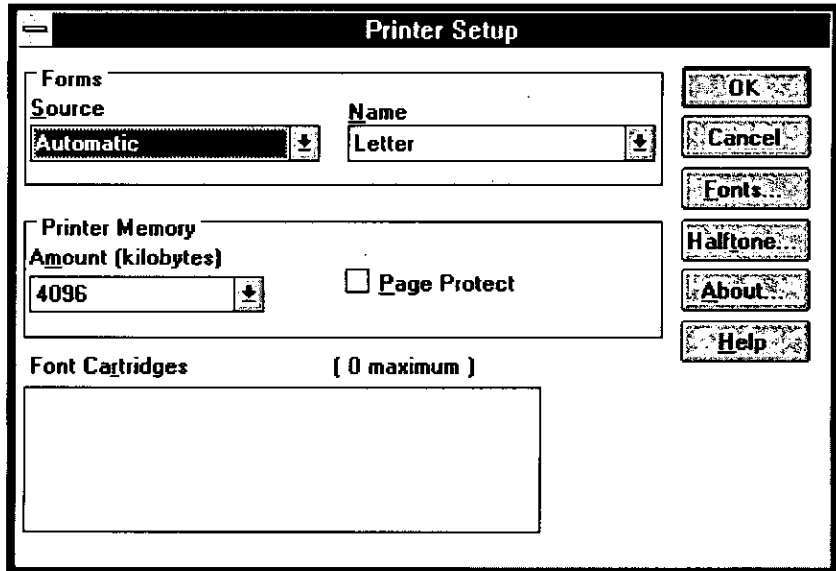 Printer Setup
Forms
Source
Automatic
Name
Letter
Printer Memory
Amount (kilobytes)
4096
Page Protect
Font Cartridges ( 0 maximum )
OK
Cancel
Fonts...
Halftone...
About...
Help